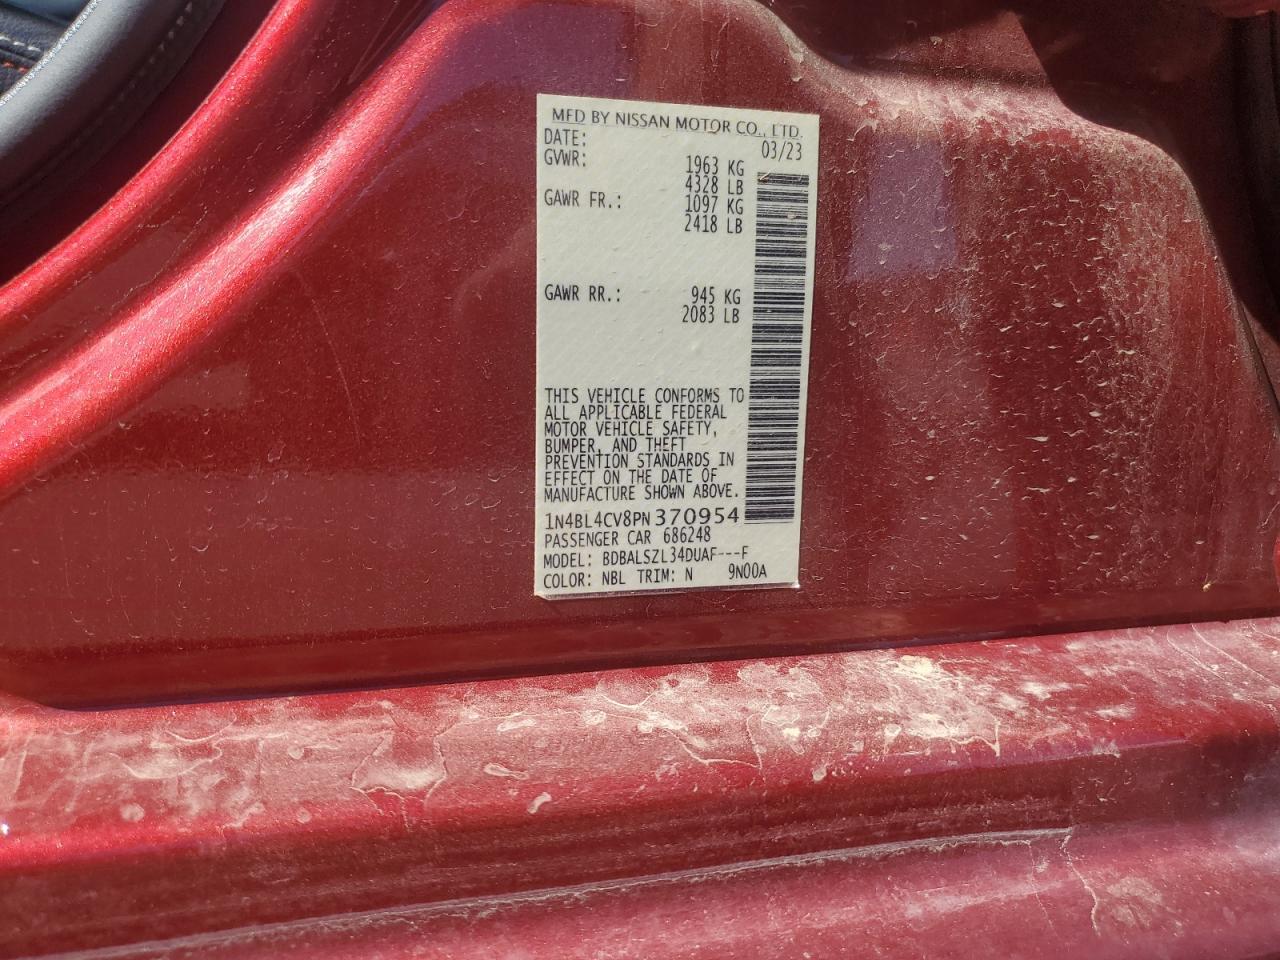 MFD BY NISSAN MOTOR CO., LTD.
DATE: 03/23
GVWR: 1963 KG
4328 LB
GAWR FR.: 1097 KG
2418 LB
GAWR RR.: 945 KG
2083 LB
THIS VEHICLE CONFORMS TO
ALL APPLICABLE FEDERAL
MOTOR VEHICLE SAFETY,
BUMPER, AND THEFT
PREVENTION STANDARDS IN
EFFECT ON THE DATE OF
MANUFACTURE SHOWN ABOVE.
1N4BL4CV8PN370954
PASSENGER CAR 686248
MODEL: BDBALSZL34DUAF---F
COLOR: NBL TRIM: N 9N00A